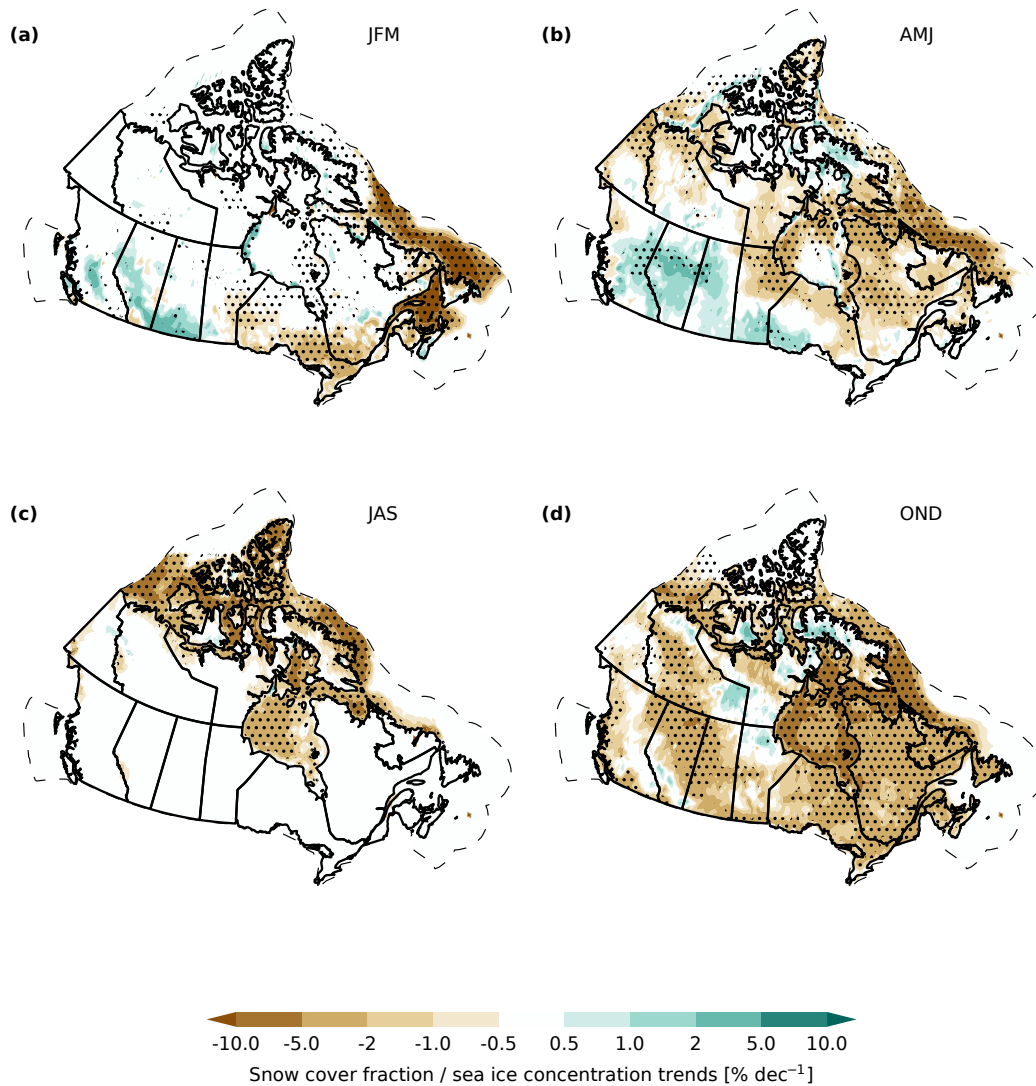 (a) JFM (b) AMJ
(c) JAS (d) OND
-10.0 -5.0 -2 -1.0 -0.5 0.5 1.0 2 5.0 10.0
Snow cover fraction / sea ice concentration trends [% dec⁻¹]